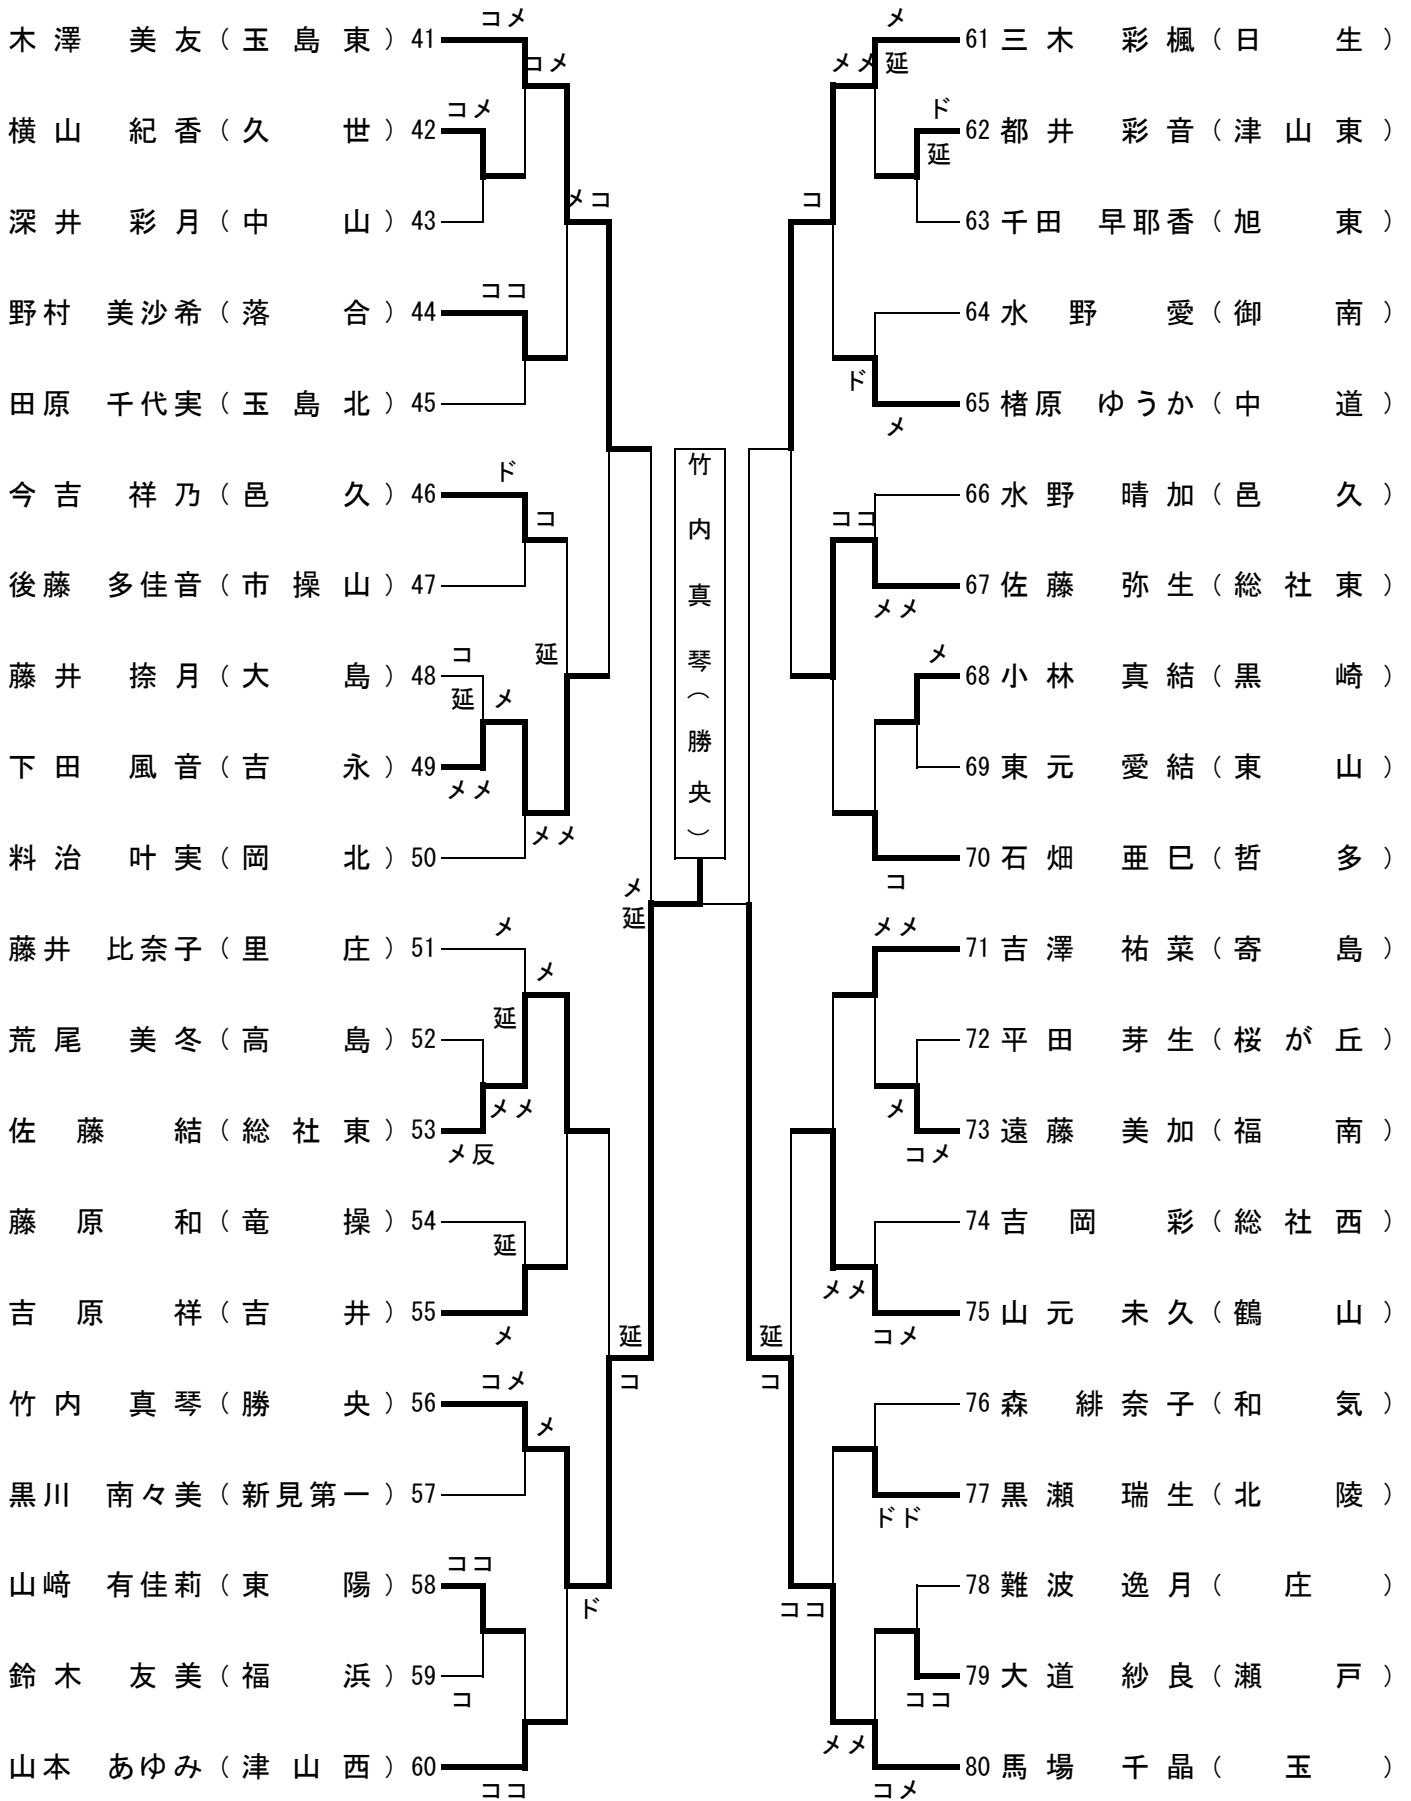 コメ
木澤 美友（玉島東）41
コメ
コメ
横山 紀香（久世）42
深井 彩月（中山）43
メコ
ココ
野村 美沙希（落合）44
田原 千代実（玉島北）45
ド
今吉 祥乃（邑久）46
コ
後藤 多佳音（市操山）47
延
コ
藤井 捺月（大島）48
延 メ
下田 風音（吉永）49
メメ
メメ
料治 叶実（岡北）50
メ
延
メ
藤井 比奈子（里庄）51
メ
延
荒尾 美冬（高島）52
メメ
佐藤 結（総社東）53
メ反
藤原 和（竜操）54
延
吉原 祥（吉井）55
メ
延
コ
コメ
竹内 真琴（勝央）56
メ
黒川 南々美（新見第一）57
ココ
山﨑 有佳莉（東陽）58
ド
鈴木 友美（福浜）59
コ
山本 あゆみ（津山西）60
ココ
竹内真琴（勝央）
メ
61 三木 彩楓（日生）
メメ 延
ド
62 都井 彩音（津山東）
延
コ
63 千田 早耶香（旭東）
64 水野 愛（御南）
ド
65 楮原 ゆうか（中道）
メ
66 水野 晴加（邑久）
ココ
67 佐藤 弥生（総社東）
メメ
メ
68 小林 真結（黒崎）
69 東元 愛結（東山）
70 石畑 亜巳（哲多）
コ
メメ
71 吉澤 祐菜（寄島）
72 平田 芽生（桜が丘）
メ
73 遠藤 美加（福南）
コメ
74 吉岡 彩（総社西）
メメ
75 山元 未久（鶴山）
コメ
延
コ
76 森 緋奈子（和気）
77 黒瀬 瑞生（北陵）
ドド
78 難波 逸月（庄）
ココ
79 大道 紗良（瀬戸）
ココ
メメ
80 馬場 千晶（玉）
コメ